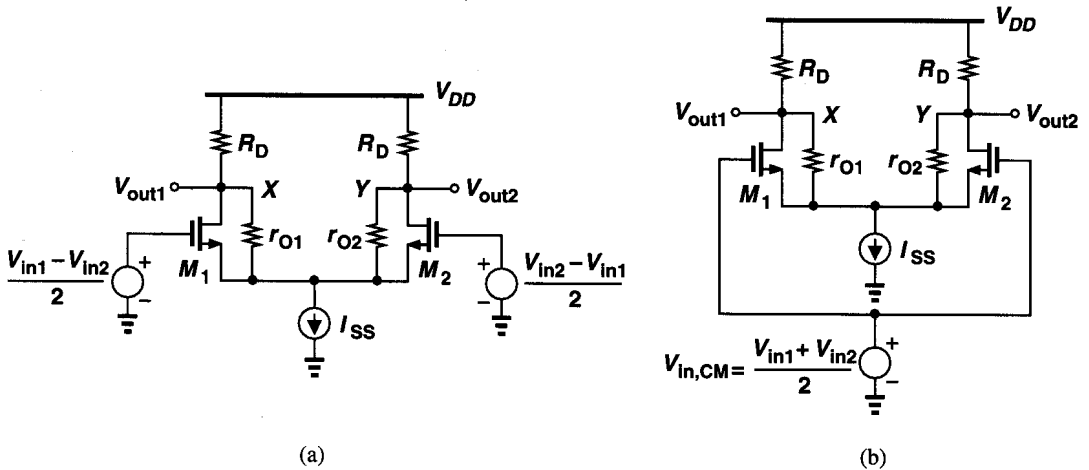 V_DD
R_D R_D
V_out1 X Y V_out2
M_1 r_O1 r_O2 M_2
V_in1 – V_in2
2
+
–
+
–
V_in2 – V_in1
2
I_SS
(a)
V_DD
R_D R_D
V_out1 X Y V_out2
M_1 r_O1 r_O2 M_2
I_SS
V_in,CM = V_in1 + V_in2
2
+
–
(b)